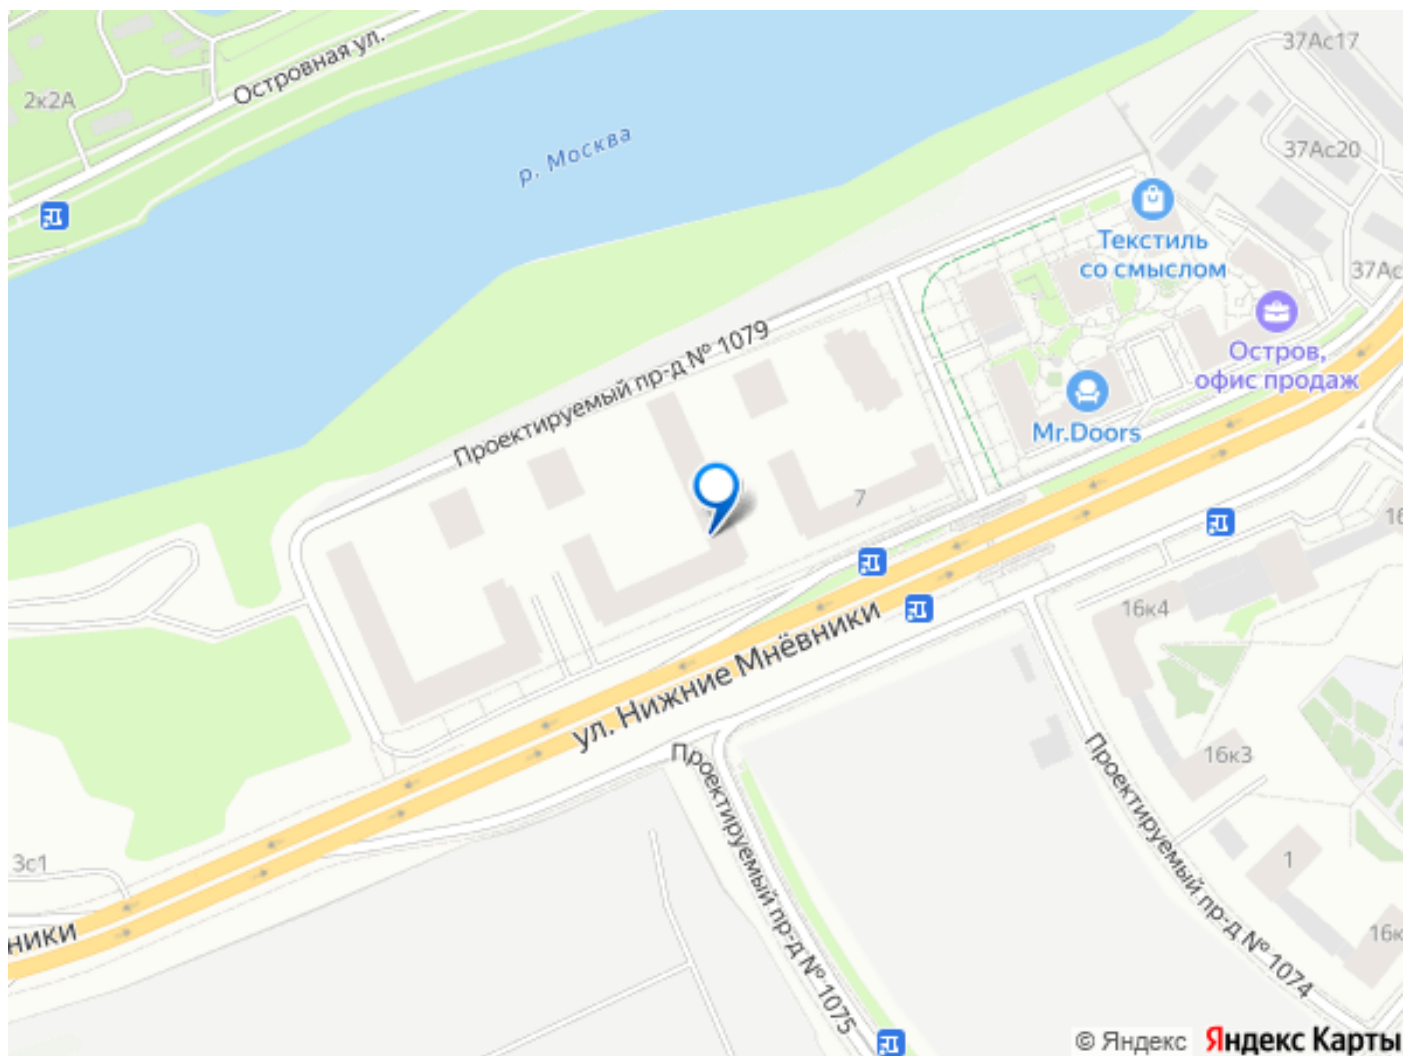 37Ас17
Островная ул.
2к2А
р. Москва
37Ас20
Текстиль
со смыслом
37Ас
Проектируемый пр-д № 1079
Остров,
офис продаж
Mr.Doors
7
16
16к4
ул. Нижние Мнёвники
16к3
Проектируемый пр-д № 1075
Проектируемый пр-д № 1074
3с1
1
ники
16к
© Яндекс Яндекс Карты